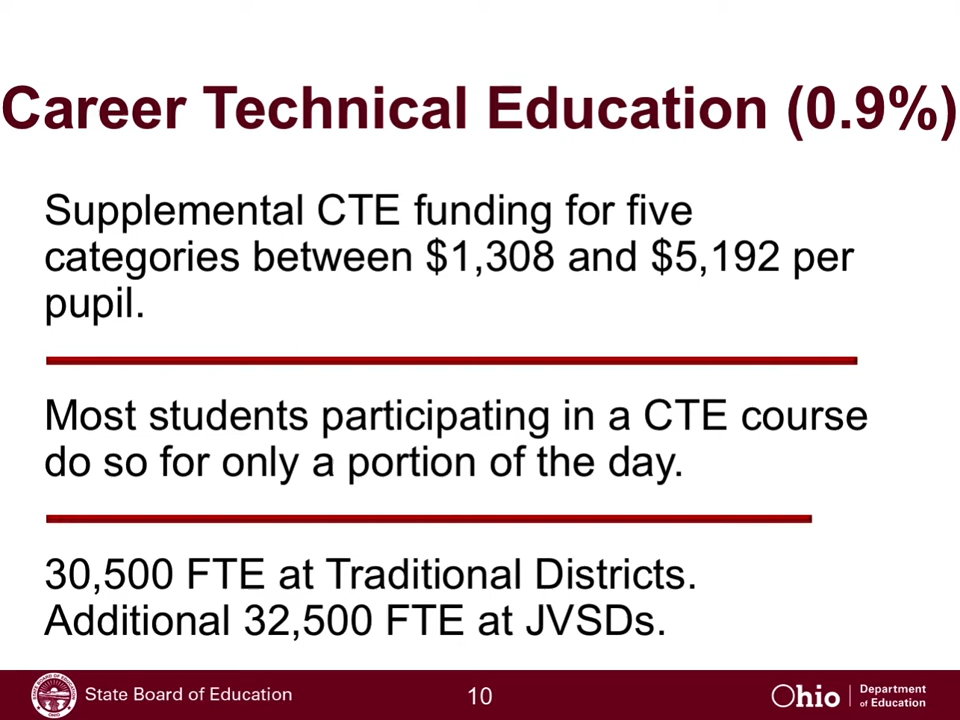 Career Technical Education (0.9%)
Supplemental CTE funding for five
categories between $1,308 and $5,192 per
pupil.
Most students participating in a CTE course
do so for only a portion of the day.
30,500 FTE at Traditional Districts.
Additional 32,500 FTE at JVSDs.
State Board of Education
10
Ohio
Department
of Education